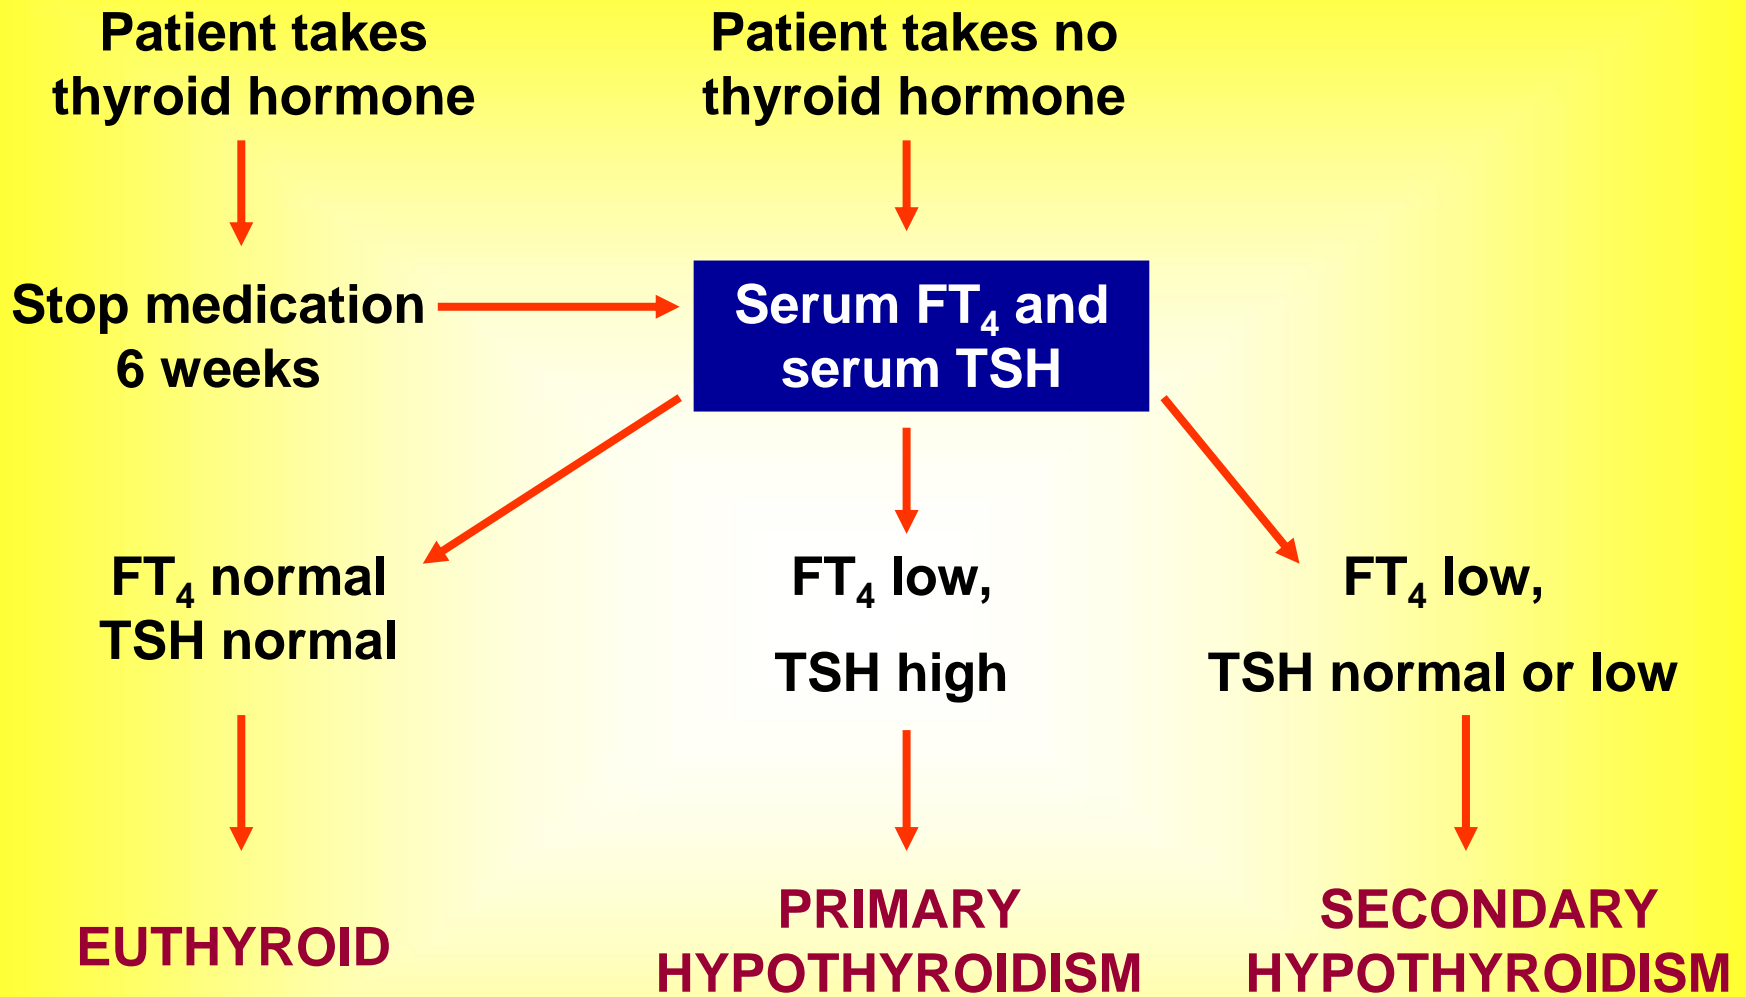 Patient takes
thyroid hormone
Patient takes no
thyroid hormone
Stop medication
6 weeks
Serum FT₄ and
serum TSH
FT₄ normal
TSH normal
FT₄ low,
TSH high
FT₄ low,
TSH normal or low
EUTHYROID
PRIMARY
HYPOTHYROIDISM
SECONDARY
HYPOTHYROIDISM